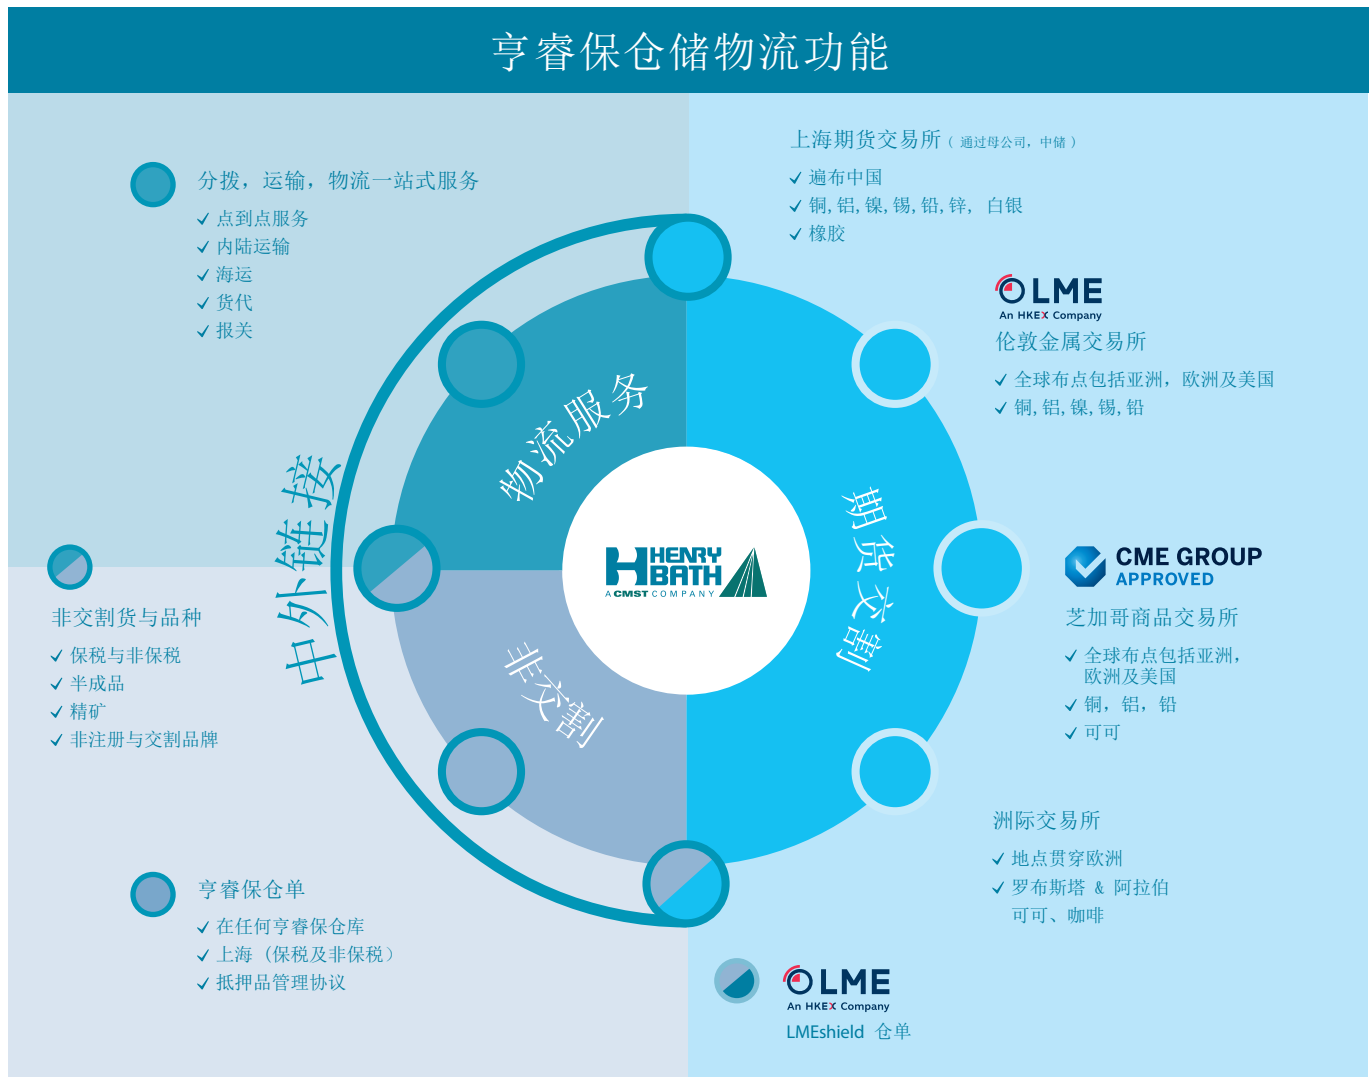 亨睿保仓储物流功能
分拨，运输，物流一站式服务
点到点服务
内陆运输
海运
货代
报关
上海期货交易所（ 通过母公司，中储 ）
遍布中国
铜,铝,镍,锡,铅,锌, 白银
橡胶
LME
An HKEX Company
伦敦金属交易所
全球布点包括亚洲，欧洲及美国
铜,铝,镍,锡,铅
物流服务
中外链接
期货交割
非交割
HENRY
BATH
A CMST COMPANY
CME GROUP
APPROVED
芝加哥商品交易所
全球布点包括亚洲，
欧洲及美国
铜，铝，铅
可可
非交割货与品种
保税与非保税
半成品
精矿
非注册与交割品牌
洲际交易所
地点贯穿欧洲
罗布斯塔 & 阿拉伯
可可、咖啡
亨睿保仓单
在任何亨睿保仓库
上海（保税及非保税）
抵押品管理协议
LME
An HKEX Company
LMEshield 仓单